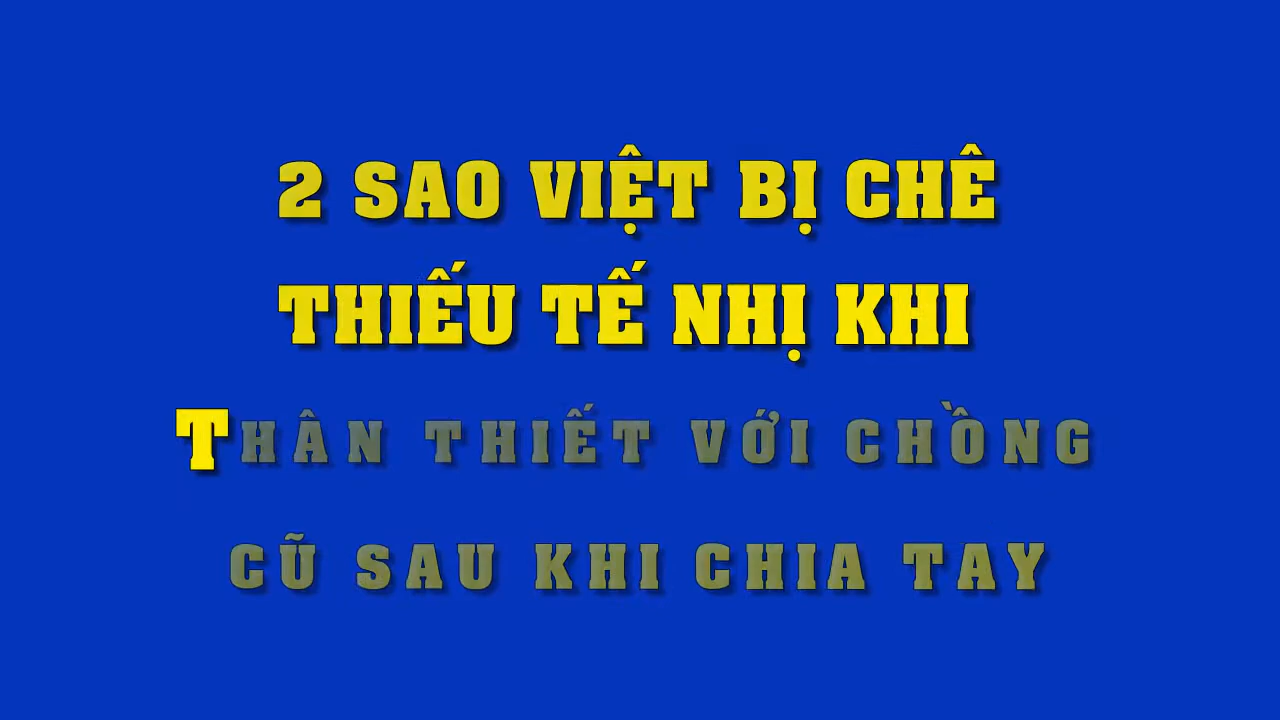 2 SAO VIỆT BỊ CHÊ
THIẾU TẾ NHỊ KHI
THÂN THIẾT VỚI CHỒNG
CŨ SAU KHI CHIA TAY